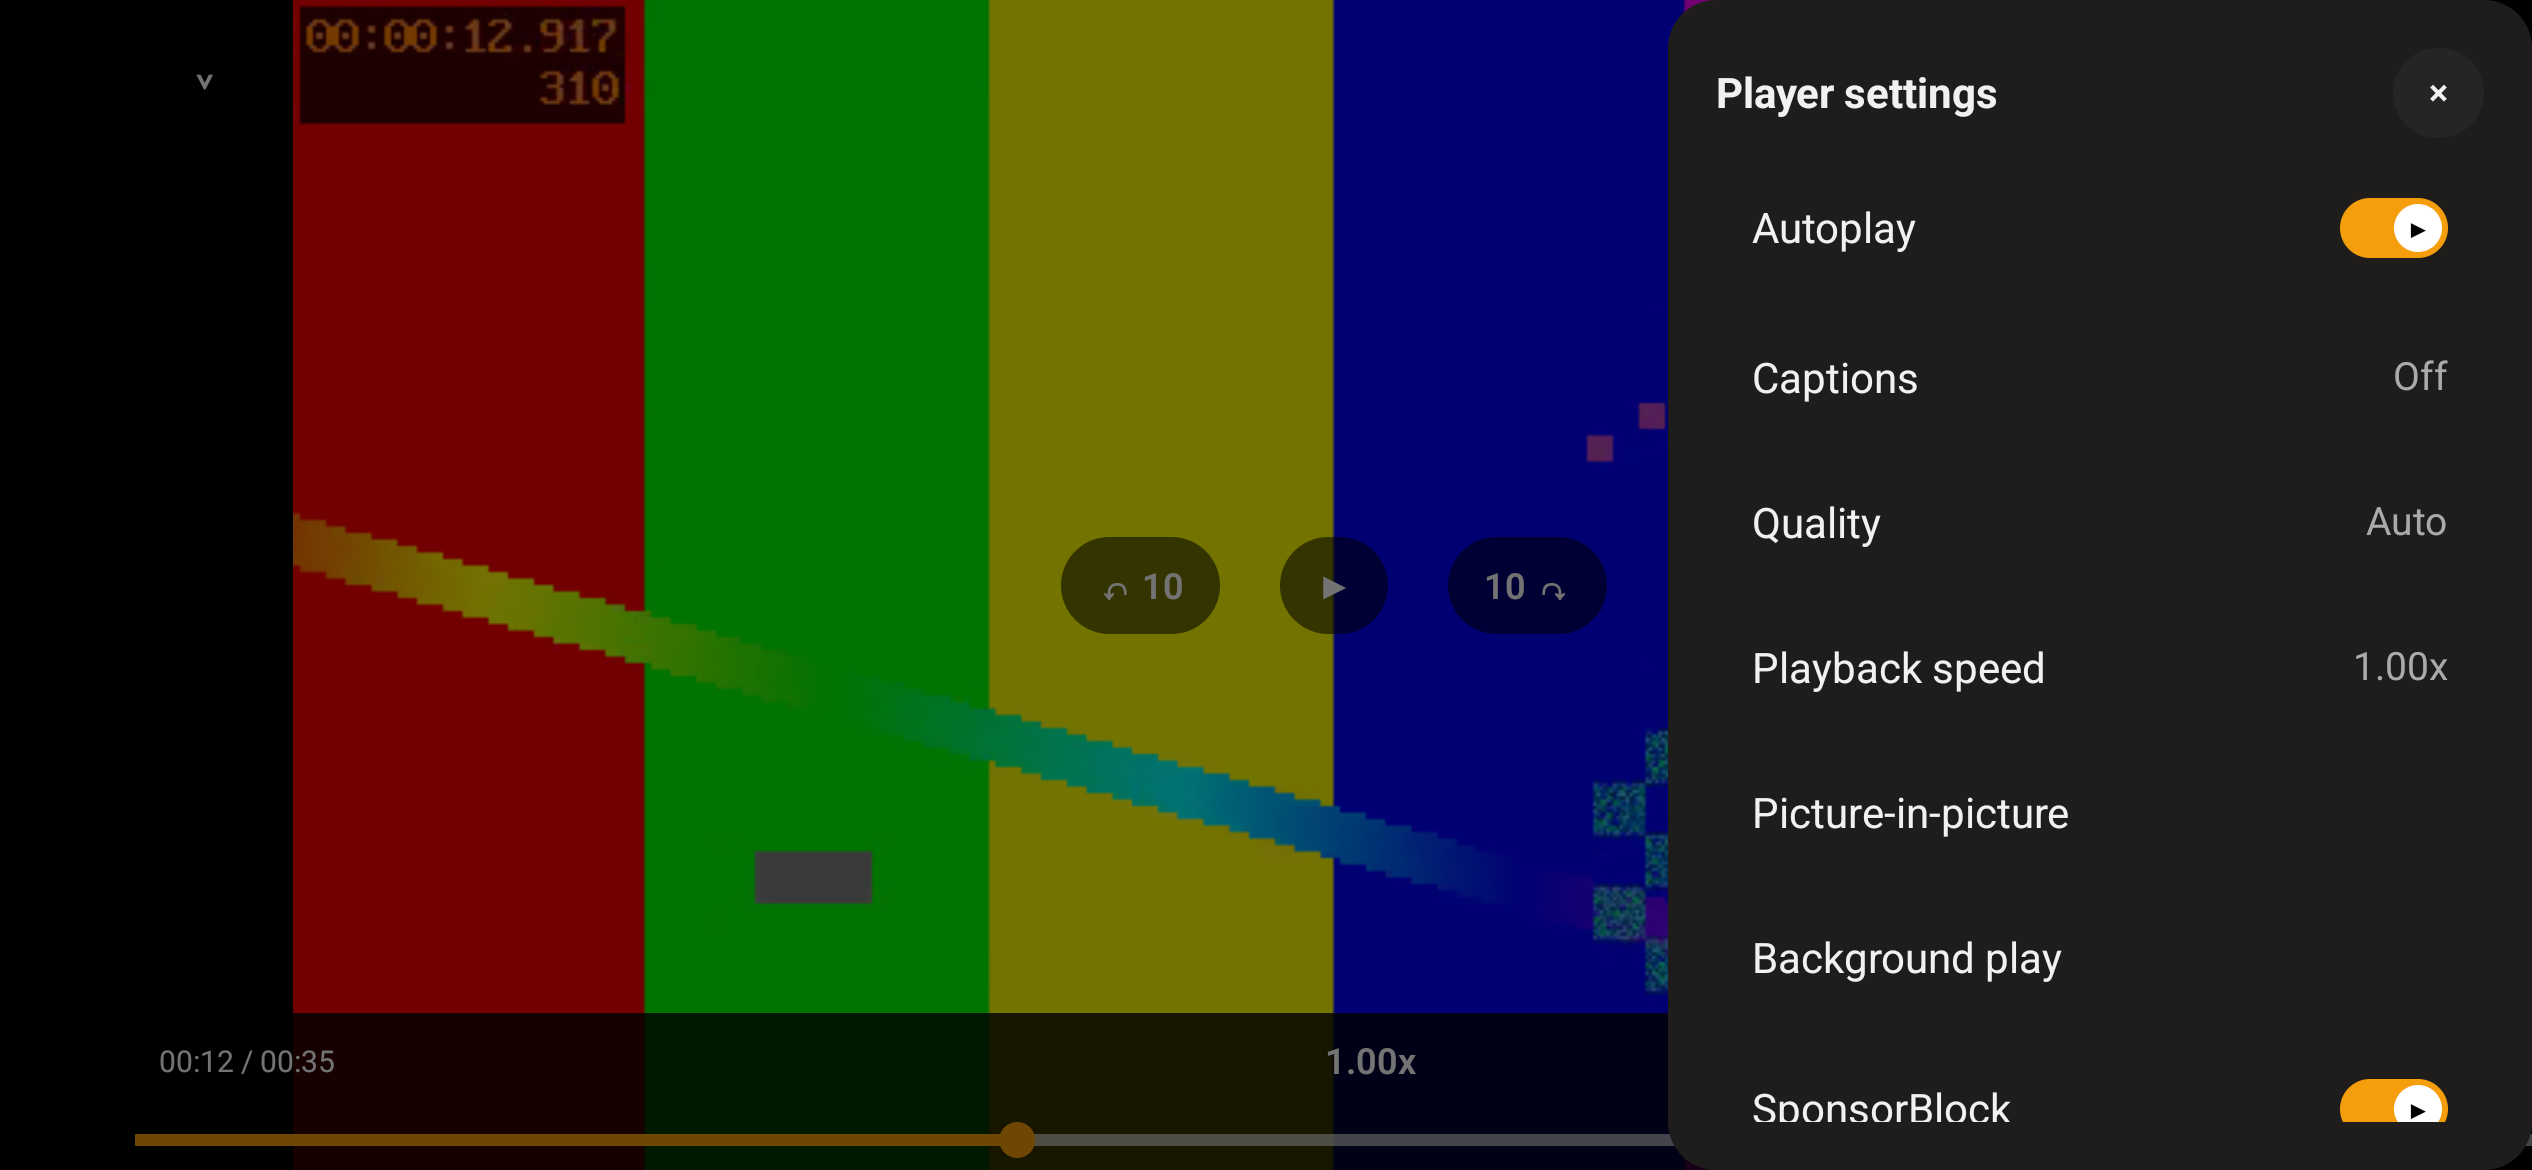 00:00:12.917
310
˅
Player settings
×
Autoplay
Captions Off
Quality Auto
Playback speed 1.00x
Picture-in-picture
Background play
SponsorBlock
10
10
00:12 / 00:35
1.00x